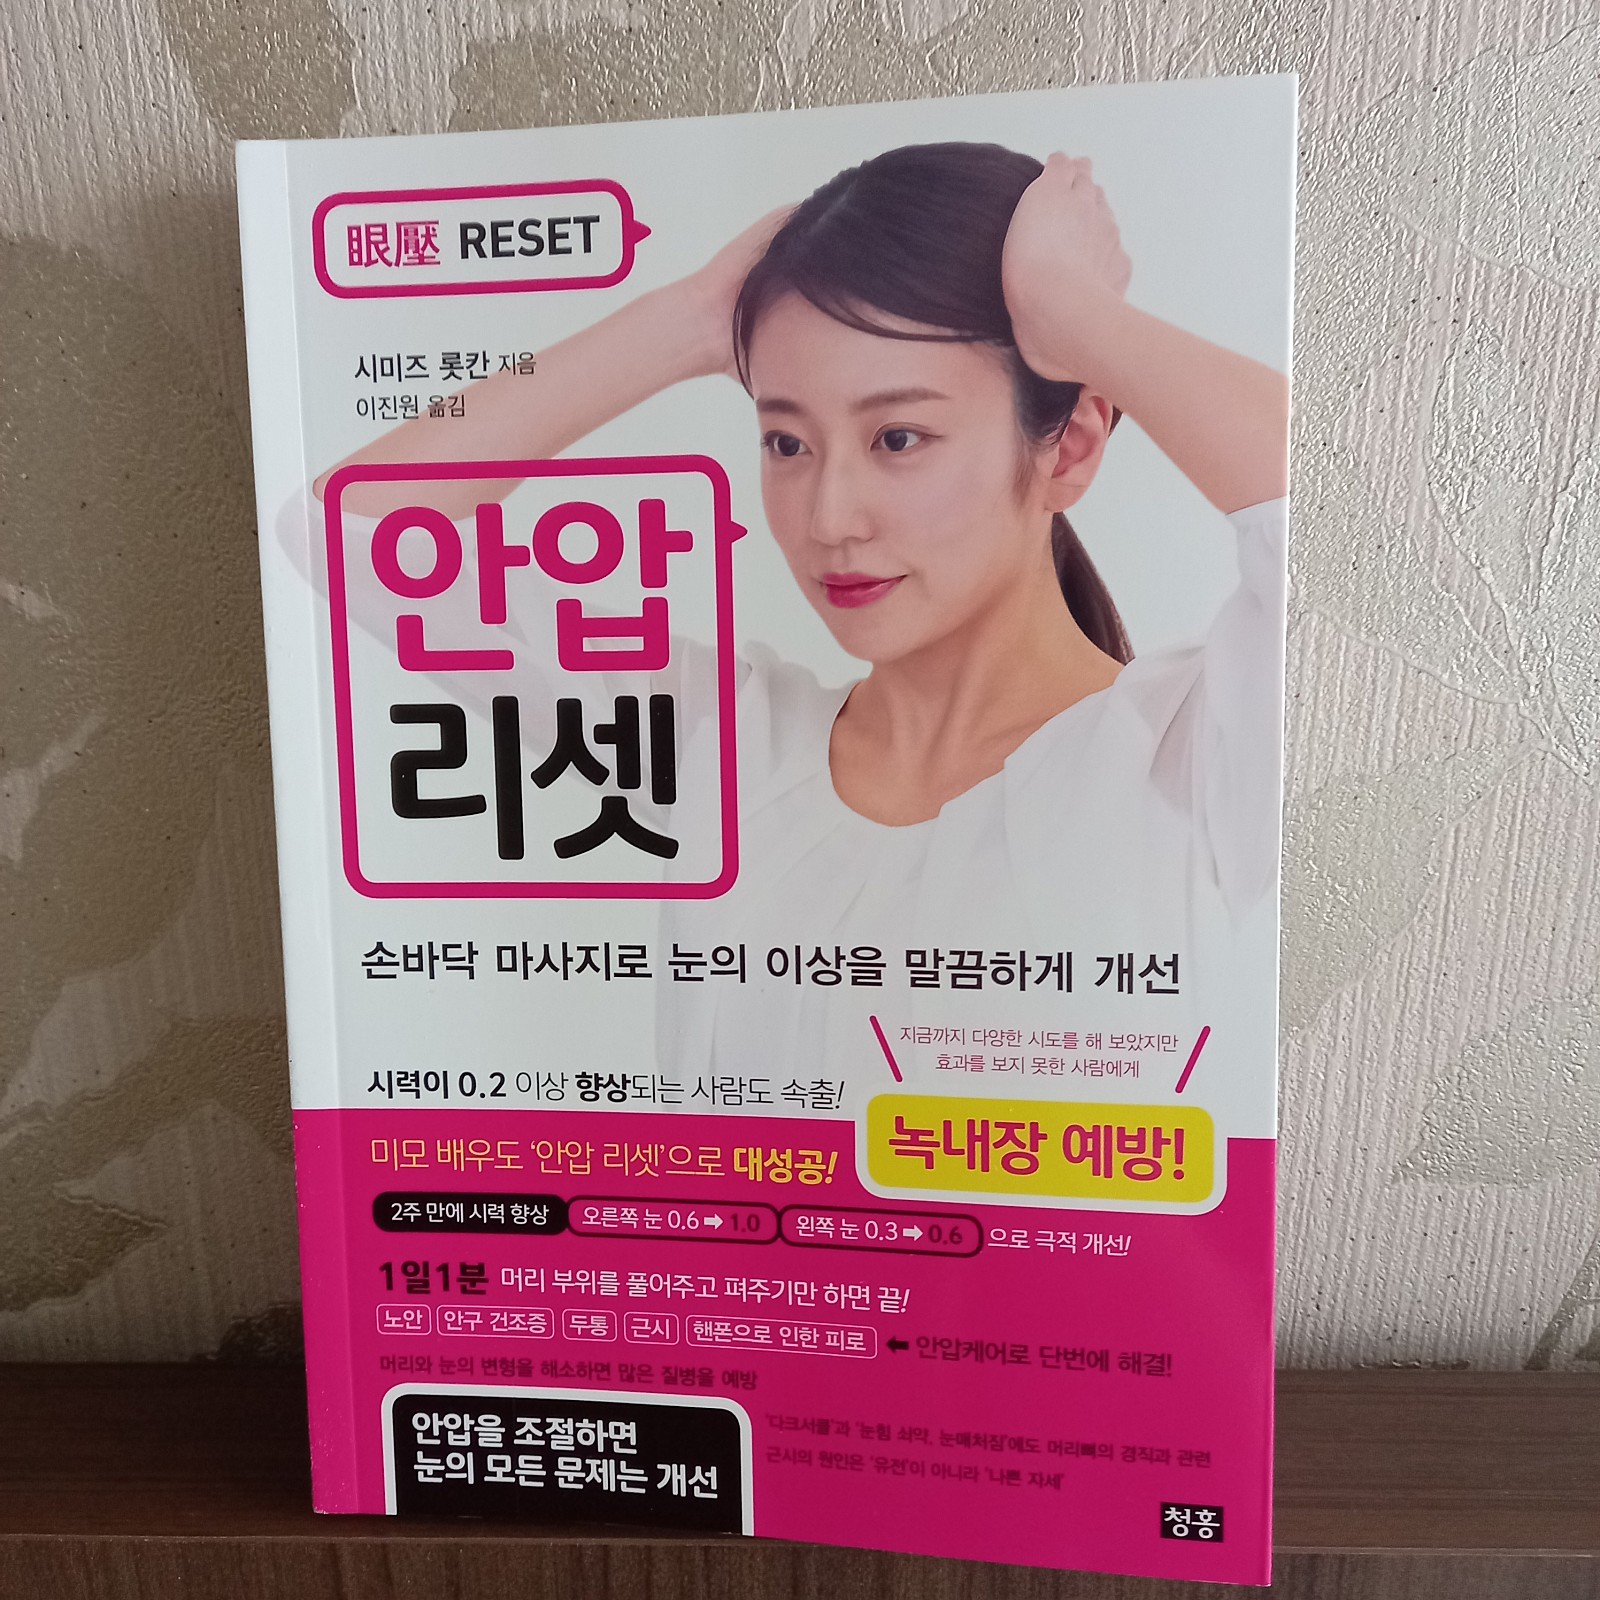 眼壓 RESET
시미즈 롯칸 지음
이진원 옮김
안압
리셋
손바닥 마사지로 눈의 이상을 말끔하게 개선
지금까지 다양한 시도를 해 보았지만
효과를 보지 못한 사람에게
시력이 0.2 이상 향상되는 사람도 속출!
녹내장 예방!
미모 배우도 '안압 리셋'으로 대성공!
2주 만에 시력 향상 오른쪽 눈 0.6 ➡ 1.0 왼쪽 눈 0.3 ➡ 0.6 으로 극적 개선!
1일1분 머리 부위를 풀어주고 펴주기만 하면 끝!
노안 안구 건조증 두통 근시 핸폰으로 인한 피로 ⬅ 안압케어로 단번에 해결!
머리와 눈의 변형을 해소하면 많은 질병을 예방
안압을 조절하면
눈의 모든 문제는 개선
'다크서클'과 '눈힘 쇠약, 눈매처짐'에도 머리뼈의 경직과 관련
근시의 원인은 '유전'이 아니라 '나쁜 자세'
청홍